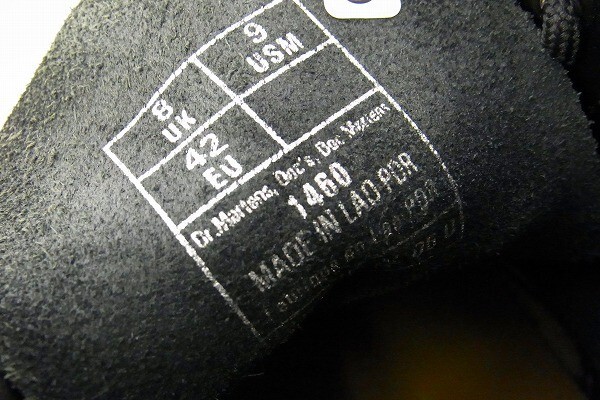 8
UK
9
USM
42
EU
Dr.Martens, Doc's, Doc Martens
1460
MADE IN LAO PDR